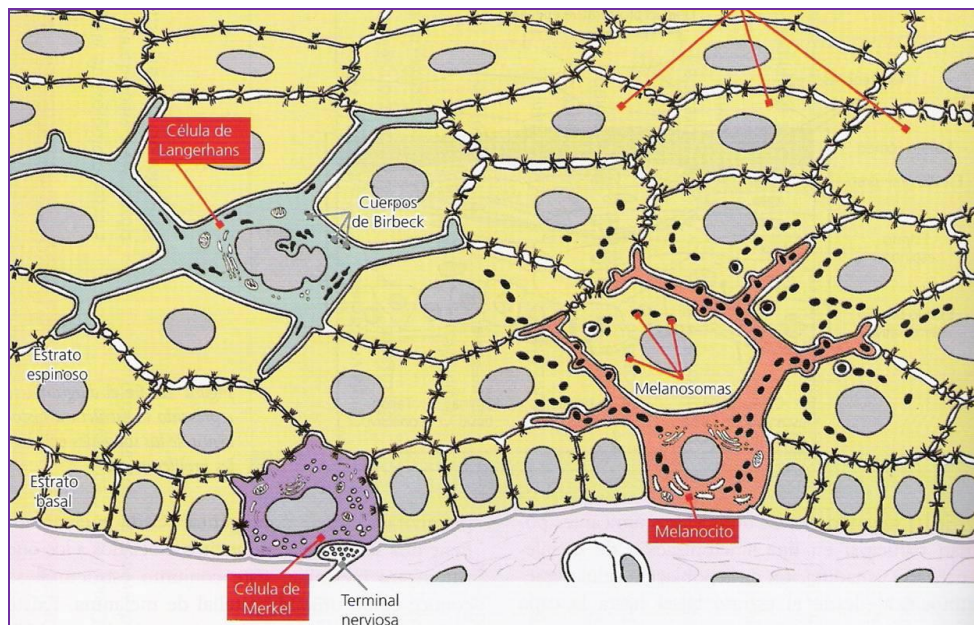 Célula de
Langerhans
Cuerpos
de Birbeck
Estrato
espinoso
Melanosomas
Estrato
basal
Melanocito
Célula de
Merkel
Terminal
nerviosa